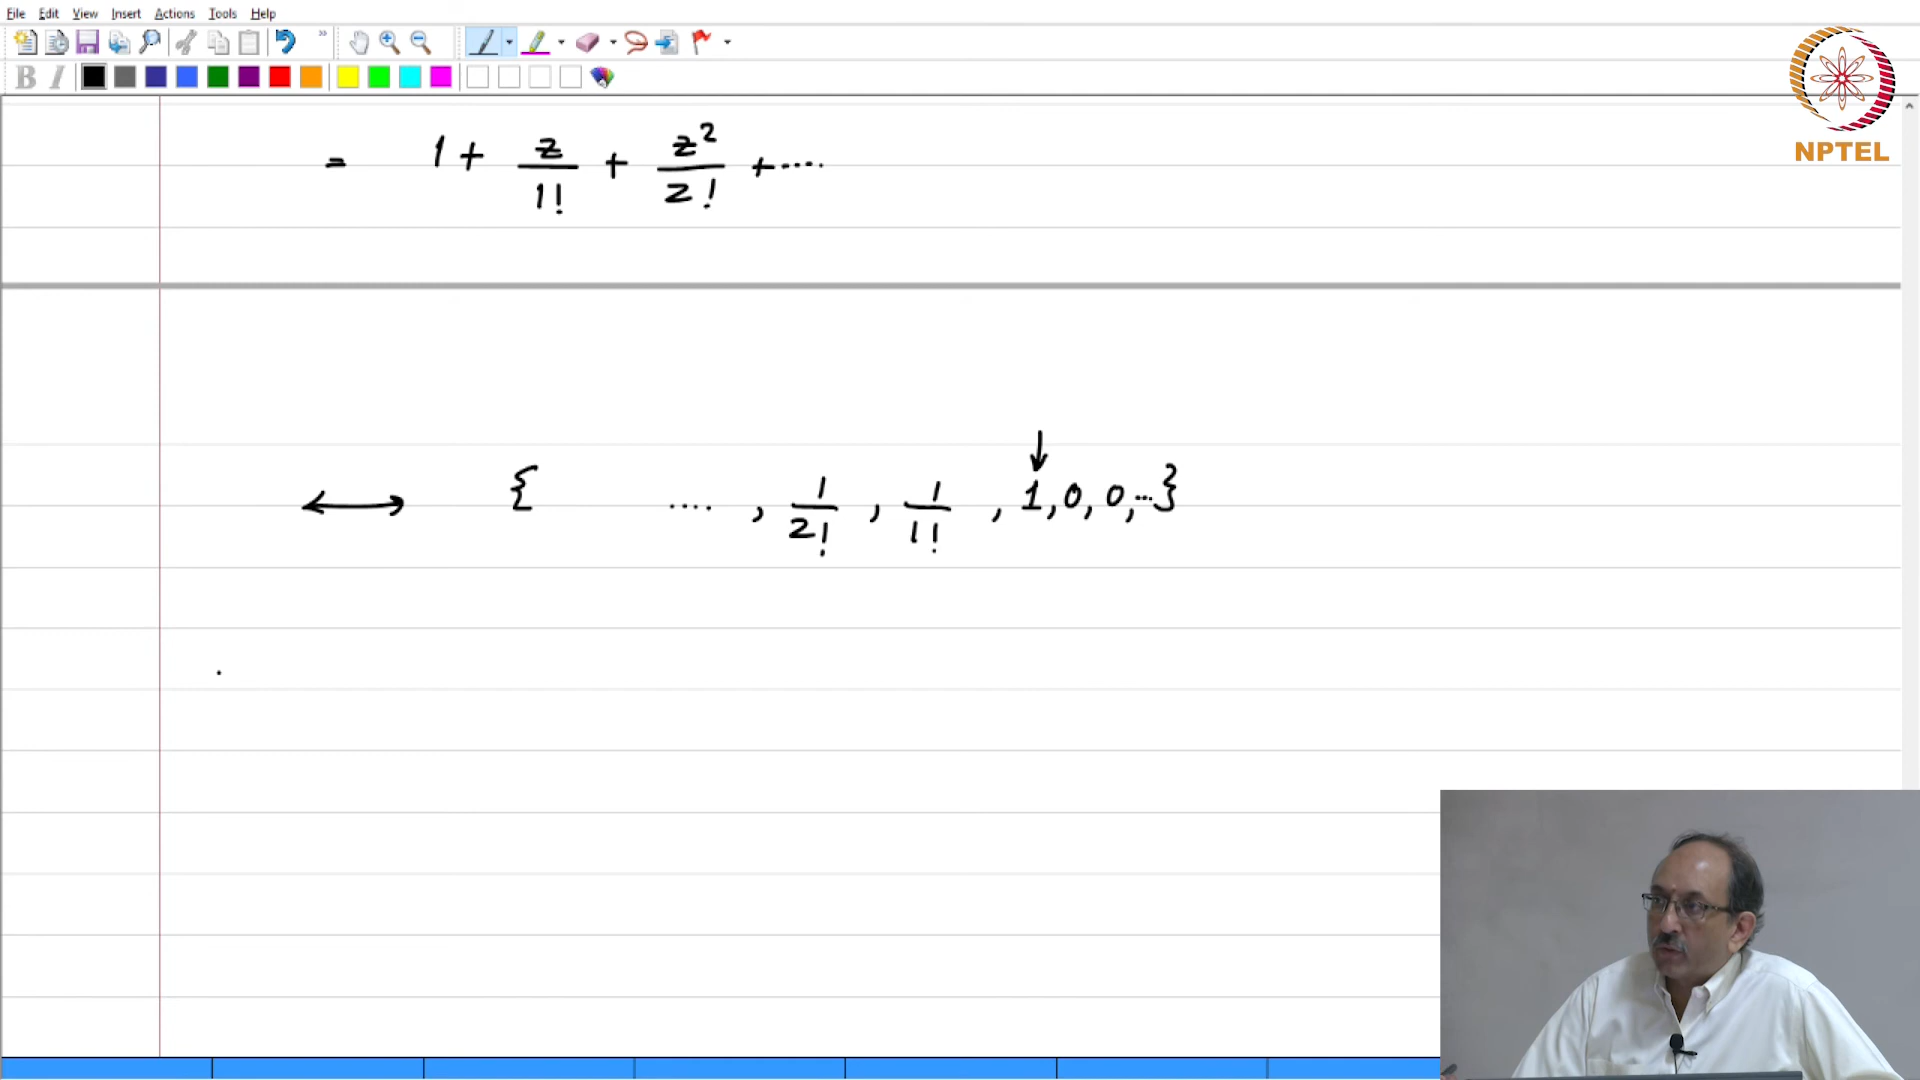 File Edit View Insert Actions Tools Help
»
B I
NPTEL
= 1 + z/1! + z²/2! + ....
↓
↔ { ...., 1/2!, 1/1!, 1, 0, 0, ... }